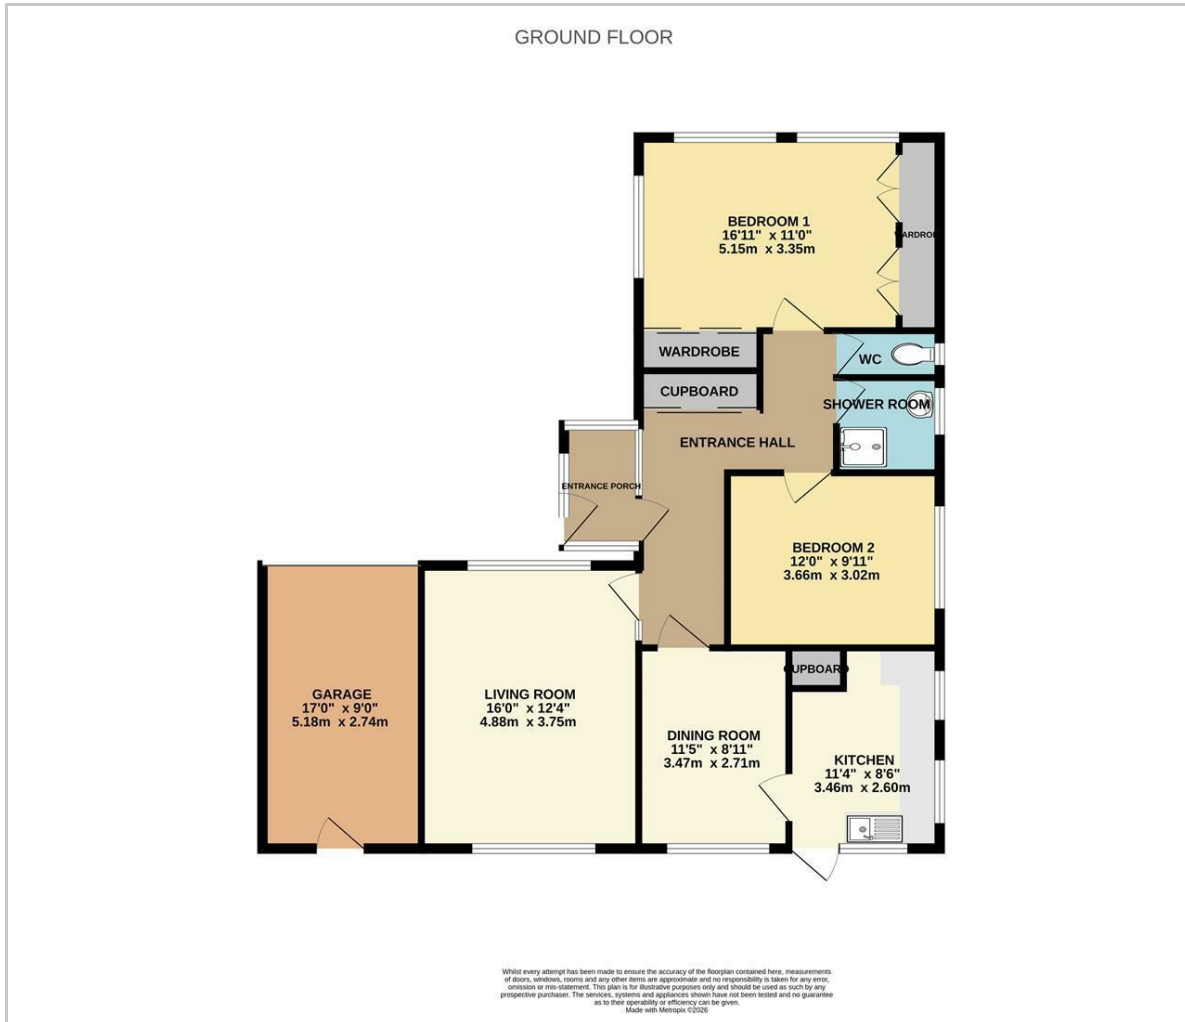 GROUND FLOOR
BEDROOM 1
16'11" x 11'0"
5.15m x 3.35m
WARDROBE
WARDROBE
CUPBOARD
WC
SHOWER ROOM
ENTRANCE HALL
ENTRANCE PORCH
BEDROOM 2
12'0" x 9'11"
3.66m x 3.02m
CUPBOARD
GARAGE
17'0" x 9'0"
5.18m x 2.74m
LIVING ROOM
16'0" x 12'4"
4.88m x 3.75m
DINING ROOM
11'5" x 8'11"
3.47m x 2.71m
KITCHEN
11'4" x 8'6"
3.46m x 2.60m
Whilst every attempt has been made to ensure the accuracy of the floorplan contained here, measurements
of doors, windows, rooms and any other items are approximate and no responsibility is taken for any error,
omission or mis-statement. This plan is for illustrative purposes only and should be used as such by any
prospective purchaser. The services, systems and appliances shown have not been tested and no guarantee
as to their operability or efficiency can be given.
Made with Metropix ©2026